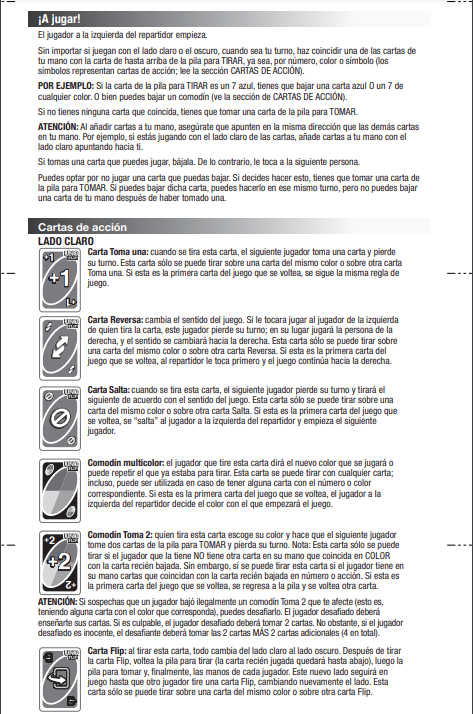 ¡A jugar!
El jugador a la izquierda del repartidor empieza.
Sin importar si juegan con el lado claro o el oscuro, cuando sea tu turno, haz coincidir una de las cartas de
tu mano con la carta de hasta arriba de la pila para TIRAR, ya sea, por número, color o símbolo (los
símbolos representan cartas de acción; lee la sección CARTAS DE ACCIÓN).
POR EJEMPLO: Si la carta de la pila para TIRAR es un 7 azul, tienes que bajar una carta azul O un 7 de
cualquier color. O bien puedes bajar un comodín (ve la sección de CARTAS DE ACCIÓN).
Si no tienes ninguna carta que coincida, tienes que tomar una carta de la pila para TOMAR.
ATENCIÓN: Al añadir cartas a tu mano, asegúrate que apunten en la misma dirección que las demás cartas
en tu mano. Por ejemplo, si estás jugando con el lado claro de las cartas, añade cartas a tu mano con el
lado claro apuntando hacia ti.
Si tomas una carta que puedes jugar, bájala. De lo contrario, le toca a la siguiente persona.
Puedes optar por no jugar una carta que puedas bajar. Si decides hacer esto, tienes que tomar una carta de
la pila para TOMAR. Si puedes bajar dicha carta, puedes hacerlo en ese mismo turno, pero no puedes bajar
una carta de tu mano después de haber tomado una.
Cartas de acción
LADO CLARO
+1
+1
+1
Carta Toma una: cuando se tira esta carta, el siguiente jugador toma una carta y pierde
su turno. Esta carta sólo se puede tirar sobre una carta del mismo color o sobre otra carta
Toma una. Si esta es la primera carta del juego que se voltea, se sigue la misma regla de
juego.
Carta Reversa: cambia el sentido del juego. Si le tocara jugar al jugador de la izquierda
de quien tira la carta, este jugador pierde su turno; en su lugar jugará la persona de la
derecha, y el sentido se cambiará hacia la derecha. Esta carta sólo se puede tirar sobre
una carta del mismo color o sobre otra carta Reversa. Si esta es la primera carta del
juego que se voltea, al repartidor le toca primero y el juego continúa hacia la derecha.
Carta Salta: cuando se tira esta carta, el siguiente jugador pierde su turno y tirará el
siguiente de acuerdo con el sentido del juego. Esta carta sólo se puede tirar sobre una
carta del mismo color o sobre otra carta Salta. Si esta es la primera carta del juego que
se voltea, se "salta" al jugador a la izquierda del repartidor y empieza el siguiente
jugador.
Comodín multicolor: el jugador que tire esta carta dirá el nuevo color que se jugará o
puede repetir el que ya estaba para tirar. Esta carta se puede tirar con cualquier carta;
incluso, puede ser utilizada en caso de tener alguna carta con el número o color
correspondiente. Si esta es la primera carta del juego que se voltea, el jugador a la
izquierda del repartidor decide el color con el que empezará el juego.
+2
+2
+2
Comodín Toma 2: quien tira esta carta escoge su color y hace que el siguiente jugador
tome dos cartas de la pila para TOMAR y pierda su turno. Nota: Esta carta sólo se puede
tirar si el jugador que la tiene NO tiene otra carta en su mano que coincida en COLOR
con la carta recién bajada. Sin embargo, sí se puede tirar esta carta si el jugador tiene en
su mano cartas que coincidan con la carta recién bajada en número o acción. Si esta es
la primera carta del juego que se voltea, se regresa a la pila y se voltea otra carta.
ATENCIÓN: Si sospechas que un jugador bajó ilegalmente un comodín Toma 2 que te afecte (esto es,
teniendo alguna carta con el color que corresponda), puedes desafiarlo. El jugador desafiado deberá
enseñarte sus cartas. Si es culpable, el jugador desafiado deberá tomar 2 cartas. No obstante, si el jugador
desafiado es inocente, el desafiante deberá tomar las 2 cartas MÁS 2 cartas adicionales (4 en total).
Carta Flip: al tirar esta carta, todo cambia del lado claro al lado oscuro. Después de tirar
la carta Flip, voltea la pila para tirar (la carta recién jugada quedará hasta abajo), luego la
pila para tomar y, finalmente, las manos de cada jugador. Este nuevo lado seguirá en
juego hasta que otro jugador tire una carta Flip, cambiando nuevamente el lado. Esta
carta sólo se puede tirar sobre una carta del mismo color o sobre otra carta Flip.